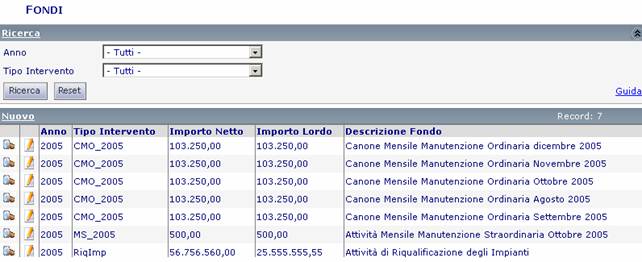 FONDI
Ricerca
Anno - Tutti -
Tipo Intervento - Tutti -
Ricerca Reset Guida
Nuovo Record: 7
Anno Tipo Intervento Importo Netto Importo Lordo Descrizione Fondo
2005 CMO_2005 103.250,00 103.250,00 Canone Mensile Manutenzione Ordinaria dicembre 2005
2005 CMO_2005 103.250,00 103.250,00 Canone Mensile Manutenzione Ordinaria Novembre 2005
2005 CMO_2005 103.250,00 103.250,00 Canone Mensile Manutenzione Ordinaria Ottobre 2005
2005 CMO_2005 103.250,00 103.250,00 Canone Mensile Manutenzione Ordinaria Agosto 2005
2005 CMO_2005 103.250,00 103.250,00 Canone Mensile Manutenzione Ordinaria Settembre 2005
2005 MS_2005 500,00 500,00 Attività Mensile Manutenzione Straordinaria Ottobre 2005
2005 RiqImp 56.756.560,00 25.555.555,55 Attività di Riqualificazione degli Impianti